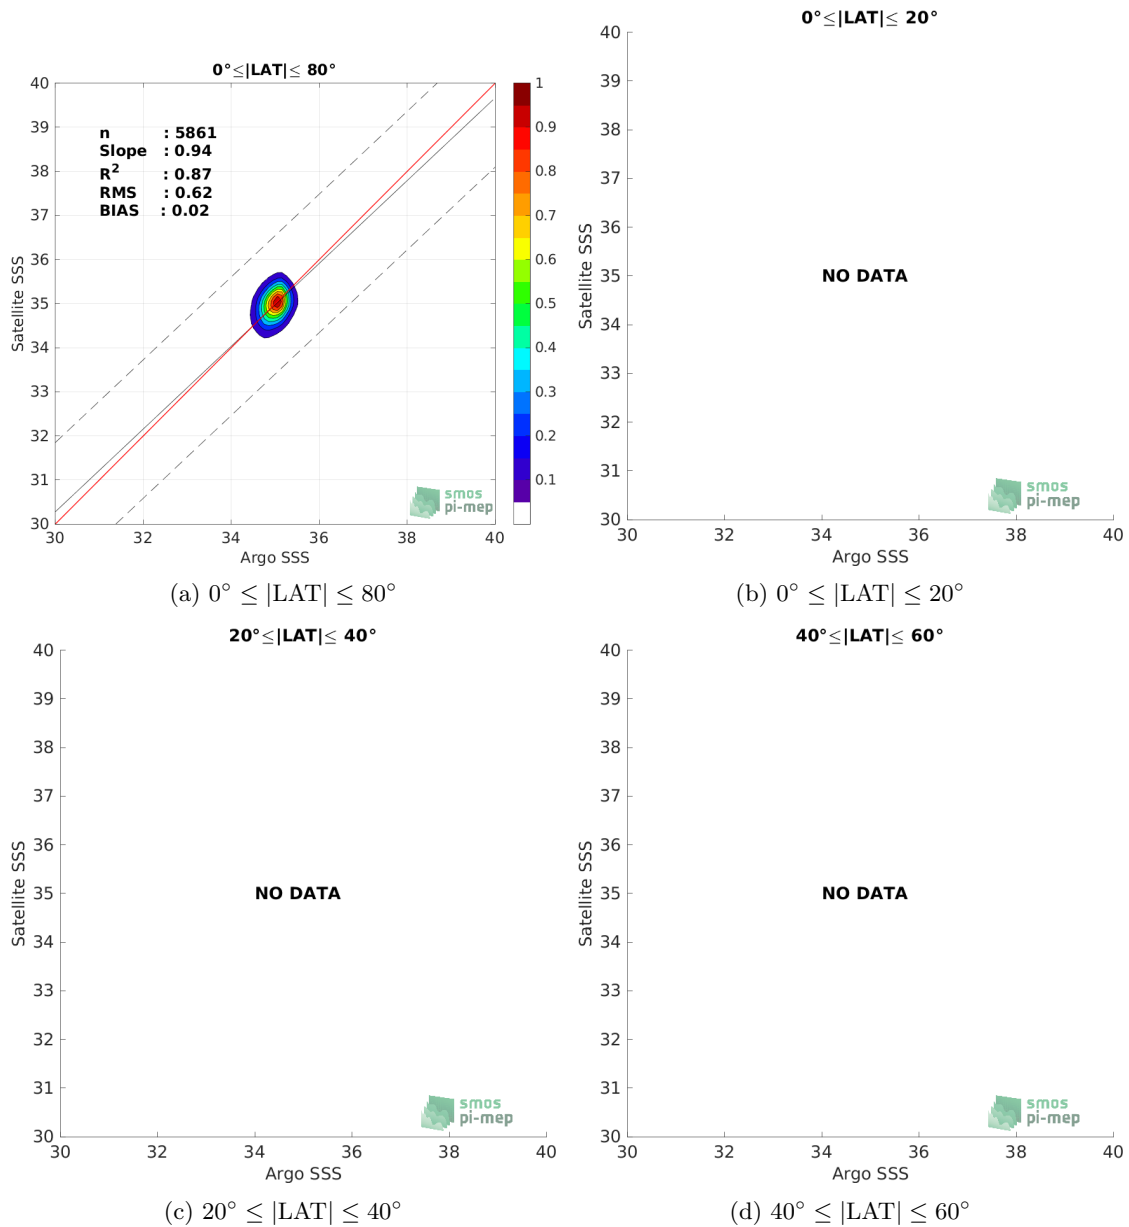 0°≤|LAT|≤ 80°
40
39
38
37
36
35
34
33
32
31
30
Satellite SSS
n : 5861
Slope : 0.94
R² : 0.87
RMS : 0.62
BIAS : 0.02
smos
pi-mep
30 32 34 36 38 40
Argo SSS
1
0.9
0.8
0.7
0.6
0.5
0.4
0.3
0.2
0.1
(a) 0° ≤ |LAT| ≤ 80°
0°≤|LAT|≤ 20°
40
39
38
37
36
35
34
33
32
31
30
Satellite SSS
NO DATA
smos
pi-mep
30 32 34 36 38 40
Argo SSS
(b) 0° ≤ |LAT| ≤ 20°
20°≤|LAT|≤ 40°
40
39
38
37
36
35
34
33
32
31
30
Satellite SSS
NO DATA
smos
pi-mep
30 32 34 36 38 40
Argo SSS
(c) 20° ≤ |LAT| ≤ 40°
40°≤|LAT|≤ 60°
40
39
38
37
36
35
34
33
32
31
30
Satellite SSS
NO DATA
smos
pi-mep
30 32 34 36 38 40
Argo SSS
(d) 40° ≤ |LAT| ≤ 60°